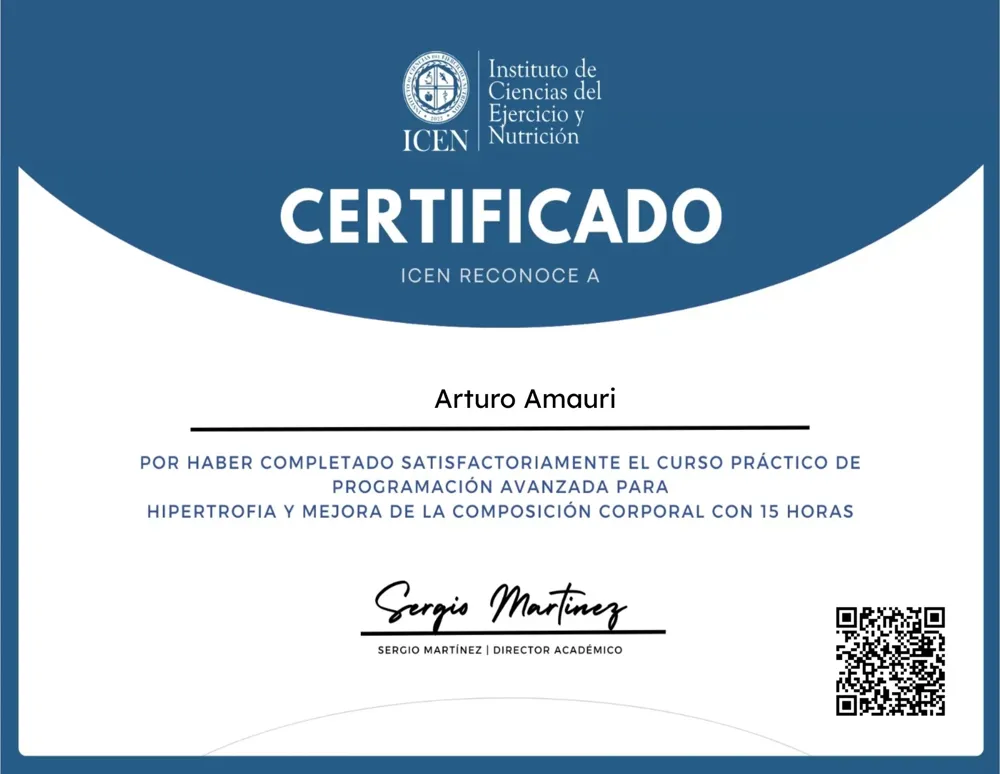 Instituto de
Ciencias del
Ejercicio y
Nutrición
ICEN
CERTIFICADO
ICEN RECONOCE A
Arturo Amauri
POR HABER COMPLETADO SATISFACTORIAMENTE EL CURSO PRÁCTICO DE
PROGRAMACIÓN AVANZADA PARA
HIPERTROFIA Y MEJORA DE LA COMPOSICIÓN CORPORAL CON 15 HORAS
Sergio Martínez
SERGIO MARTÍNEZ | DIRECTOR ACADÉMICO